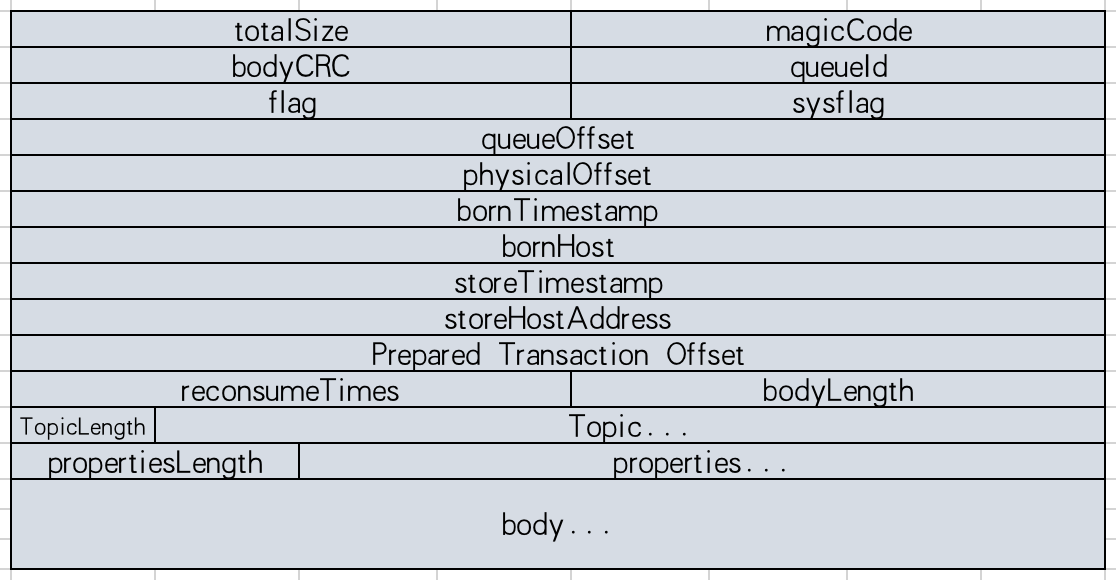 totalSize magicCode
bodyCRC queueId
flag sysflag
queueOffset
physicalOffset
bornTimestamp
bornHost
storeTimestamp
storeHostAddress
Prepared Transaction Offset
reconsumeTimes bodyLength
TopicLength Topic...
propertiesLength properties...
body...